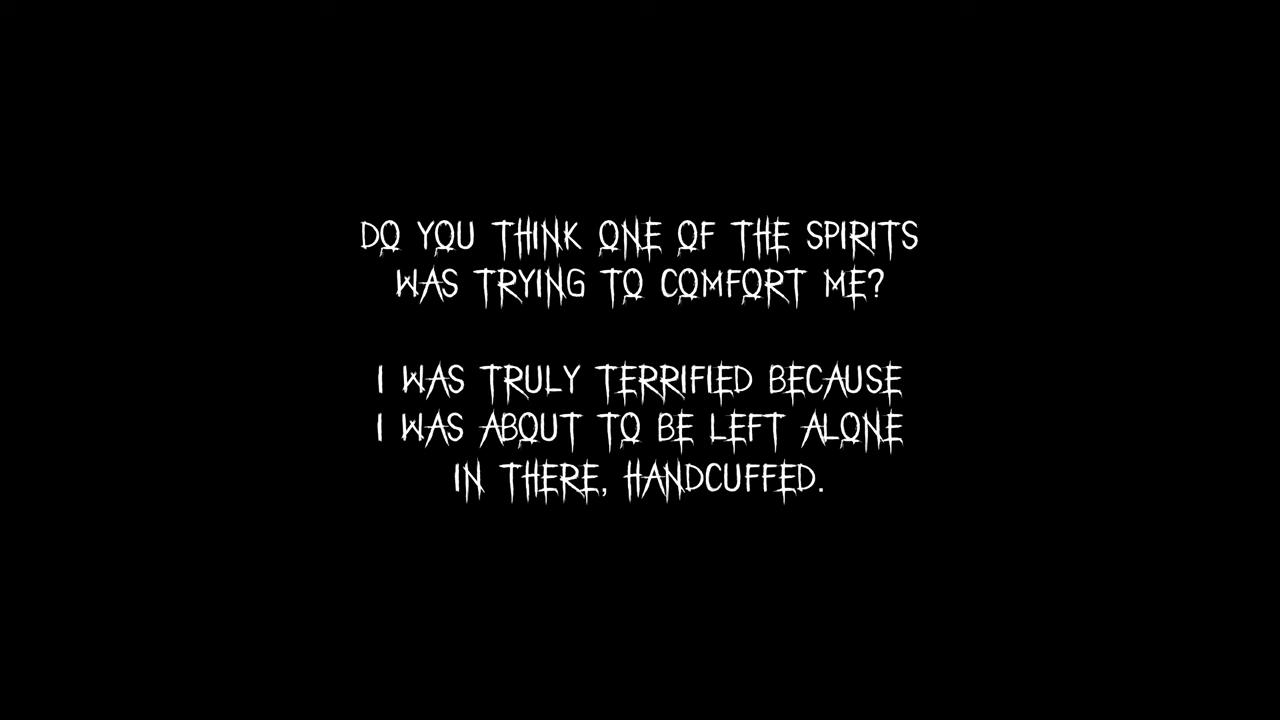 DO YOU THINK ONE OF THE SPIRITS
WAS TRYING TO COMFORT ME?
I WAS TRULY TERRIFIED BECAUSE
I WAS ABOUT TO BE LEFT ALONE
IN THERE, HANDCUFFED.